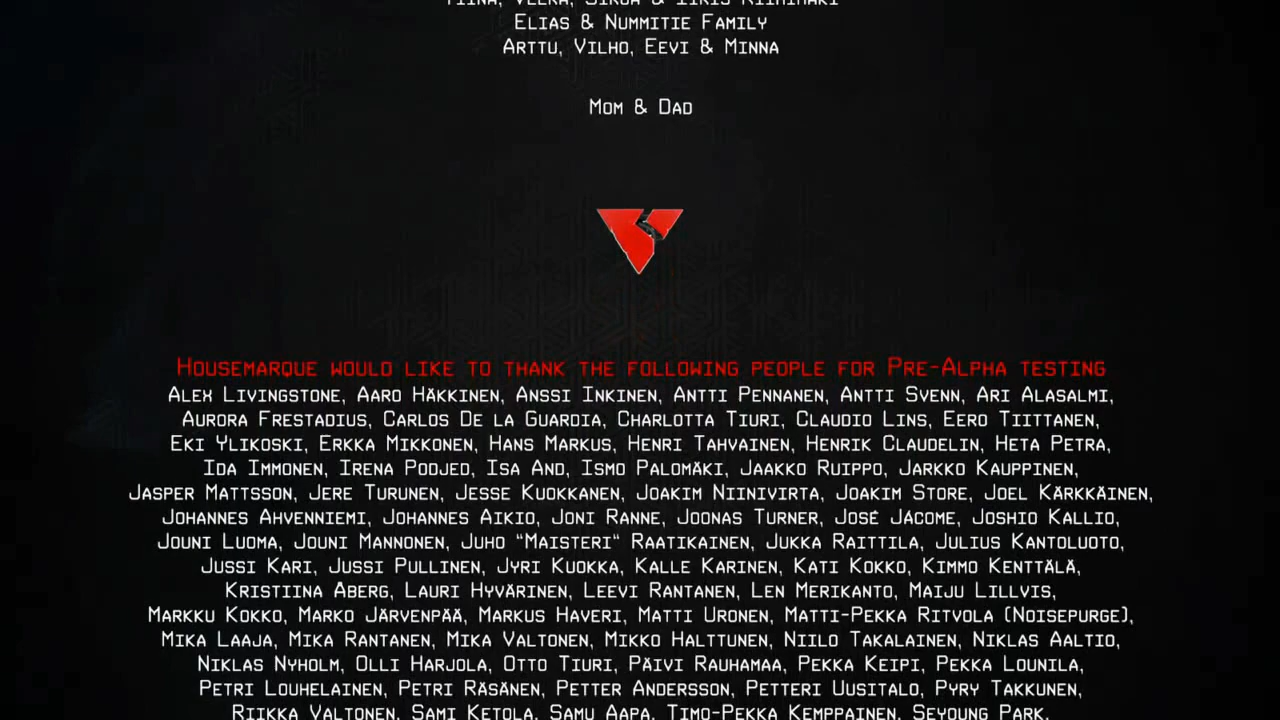 Tiina, Velka, Sirua & Iiris Riihimäki
Elias & Nummitie Family
Arttu, Vilho, Eevi & Minna
Mom & Dad
Housemarque would like to thank the following people for Pre-Alpha testing
Alex Livingstone, Aaro Häkkinen, Anssi Inkinen, Antti Pennanen, Antti Svenn, Ari Alasalmi,
Aurora Frestadius, Carlos De la Guardia, Charlotta Tiuri, Claudio Lins, Eero Tiittanen,
Eki Ylikoski, Erkka Mikkonen, Hans Markus, Henri Tahvainen, Henrik Claudelin, Heta Petra,
Ida Immonen, Irena Poojed, Isa And, Ismo Palomäki, Jaakko Ruippo, Jarkko Kauppinen,
Jasper Mattsson, Jere Turunen, Jesse Kuokkanen, Joakim Niinivirta, Joakim Store, Joel Kärkkäinen,
Johannes Ahvenniemi, Johannes Aikio, Joni Ranne, Joonas Turner, José Jácome, Joshio Kallio,
Jouni Luoma, Jouni Mannonen, Juho "Maisteri" Raatikainen, Jukka Raittila, Julius Kantoluoto,
Jussi Kari, Jussi Pullinen, Jyri Kuokka, Kalle Karinen, Kati Kokko, Kimmo Kenttälä,
Kristiina Aberg, Lauri Hyvärinen, Leevi Rantanen, Len Merikanto, Maiju Lillvis,
Markku Kokko, Marko Järvenpää, Markus Haveri, Matti Uronen, Matti-Pekka Ritvola (Noisepurge),
Mika Laaja, Mika Rantanen, Mika Valtonen, Mikko Halttunen, Niilo Takalainen, Niklas Aaltio,
Niklas Nyholm, Olli Harjola, Otto Tiuri, Päivi Rauhamaa, Pekka Keipi, Pekka Lounila,
Petri Louhelainen, Petri Räsänen, Petter Andersson, Petteri Uusitalo, Pyry Takkunen,
Riikka Valtonen, Sami Ketola, Samu Aapa, Timo-Pekka Kemppainen, Seyoung Park,